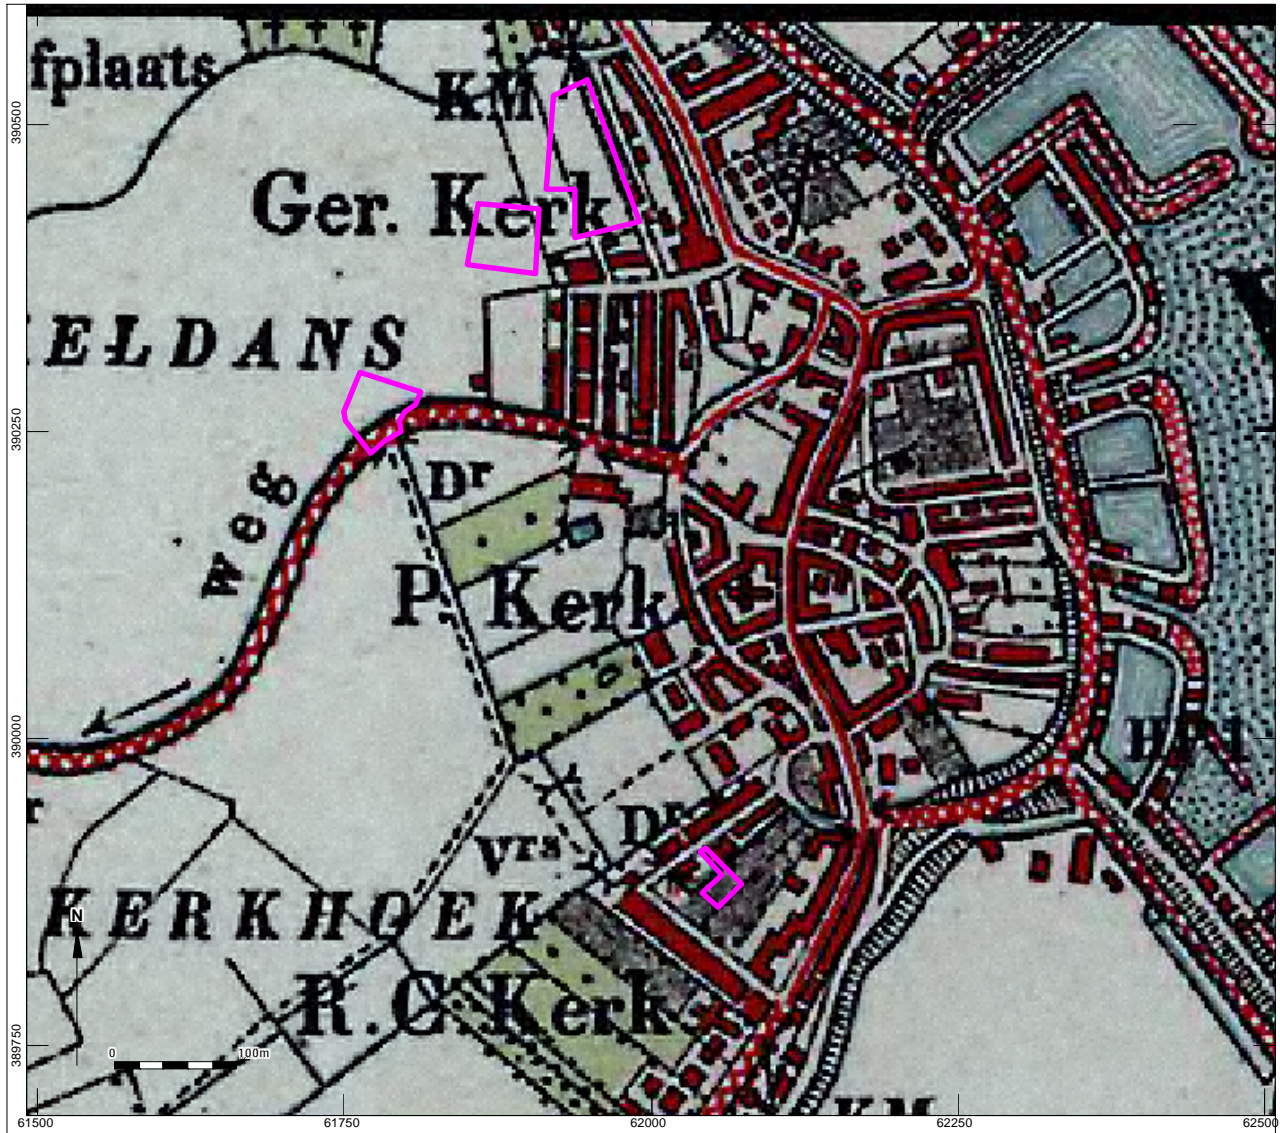 fplaats
KM
Ger. Kerk
ELDANS
weg
Dr
P. Kerk
HPL
Vrs
KERKHOEK
R.C. Kerk
KM
N
0 100m
390500
390250
390000
389750
61500 61750 62000 62250 62500